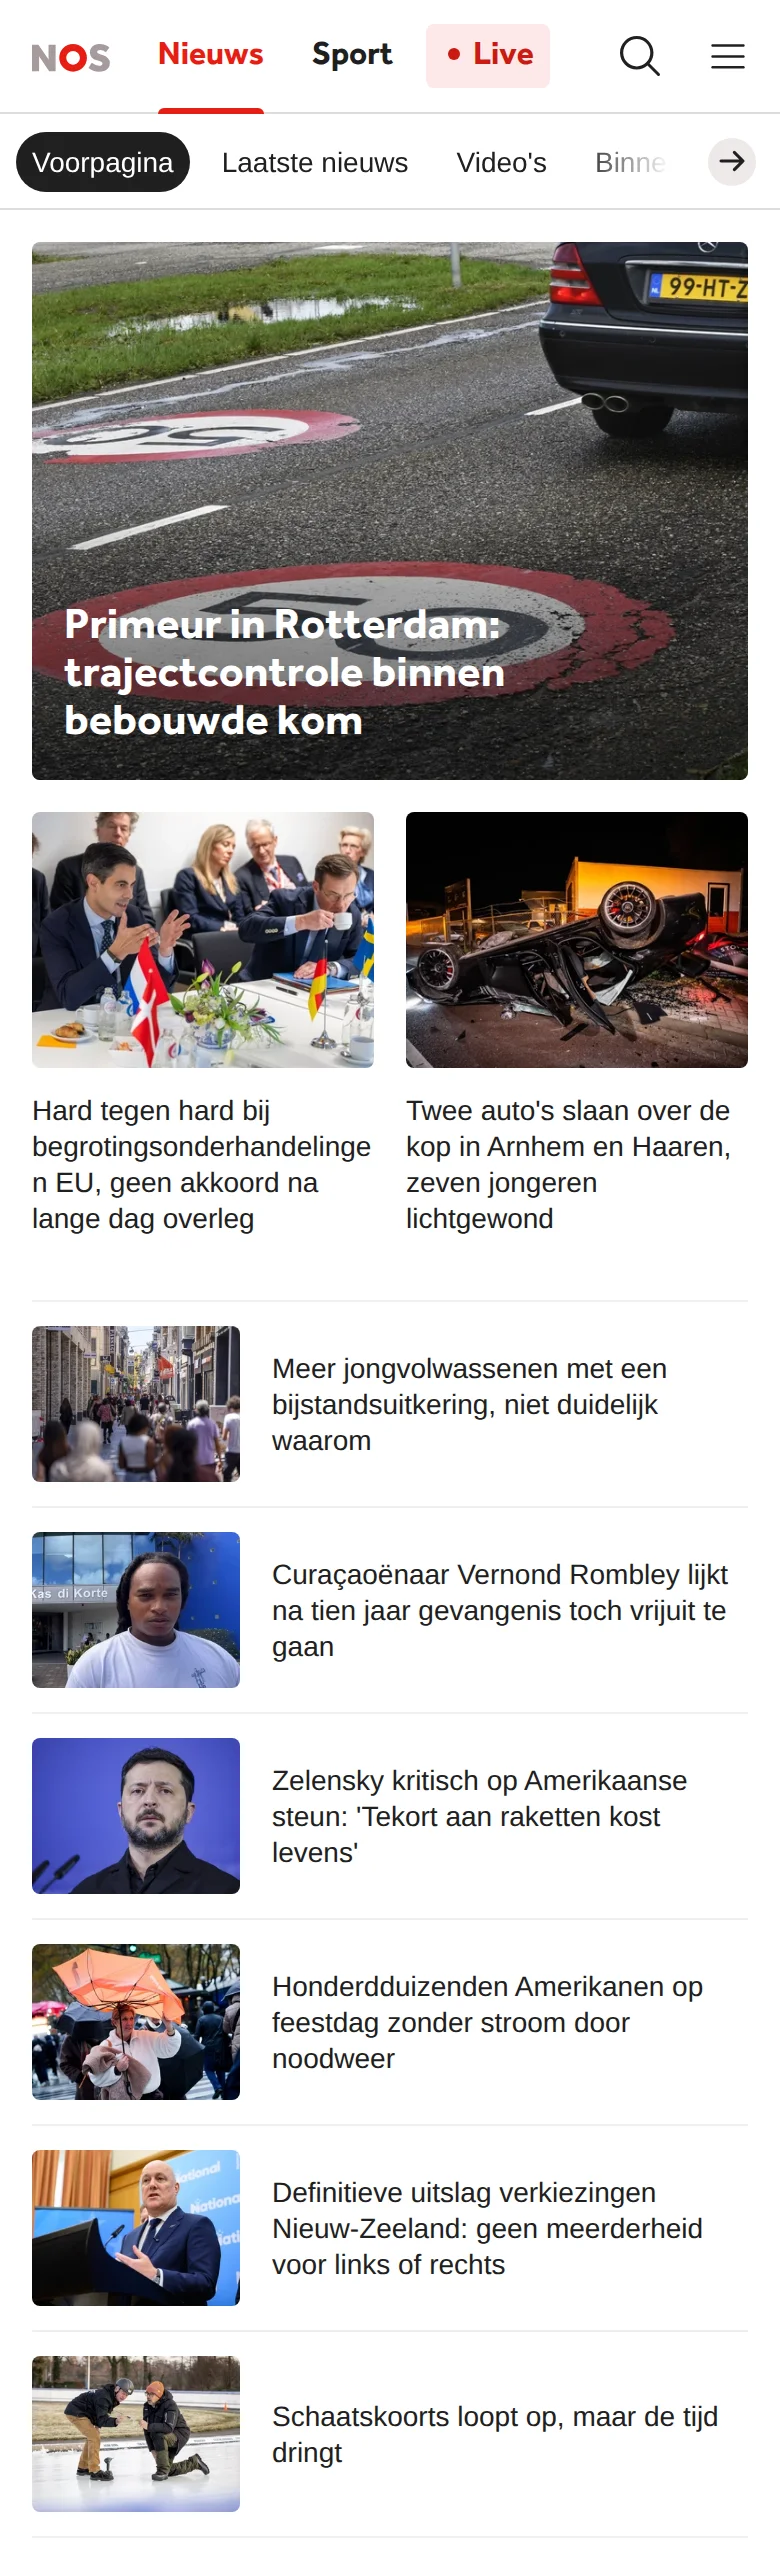 NOS Nieuws Sport Live
Voorpagina Laatste nieuws Video's Binne
99-HT-Z
NL
50
50
Primeur in Rotterdam:
trajectcontrole binnen
bebouwde kom
Hard tegen hard bij
begrotingsonderhandelinge
n EU, geen akkoord na
lange dag overleg
Twee auto's slaan over de
kop in Arnhem en Haaren,
zeven jongeren
lichtgewond
Meer jongvolwassenen met een
bijstandsuitkering, niet duidelijk
waarom
Kas di Korte
Curaçaoënaar Vernond Rombley lijkt
na tien jaar gevangenis toch vrijuit te
gaan
Zelensky kritisch op Amerikaanse
steun: 'Tekort aan raketten kost
levens'
Honderdduizenden Amerikanen op
feestdag zonder stroom door
noodweer
National
National
Definitieve uitslag verkiezingen
Nieuw-Zeeland: geen meerderheid
voor links of rechts
Schaatskoorts loopt op, maar de tijd
dringt